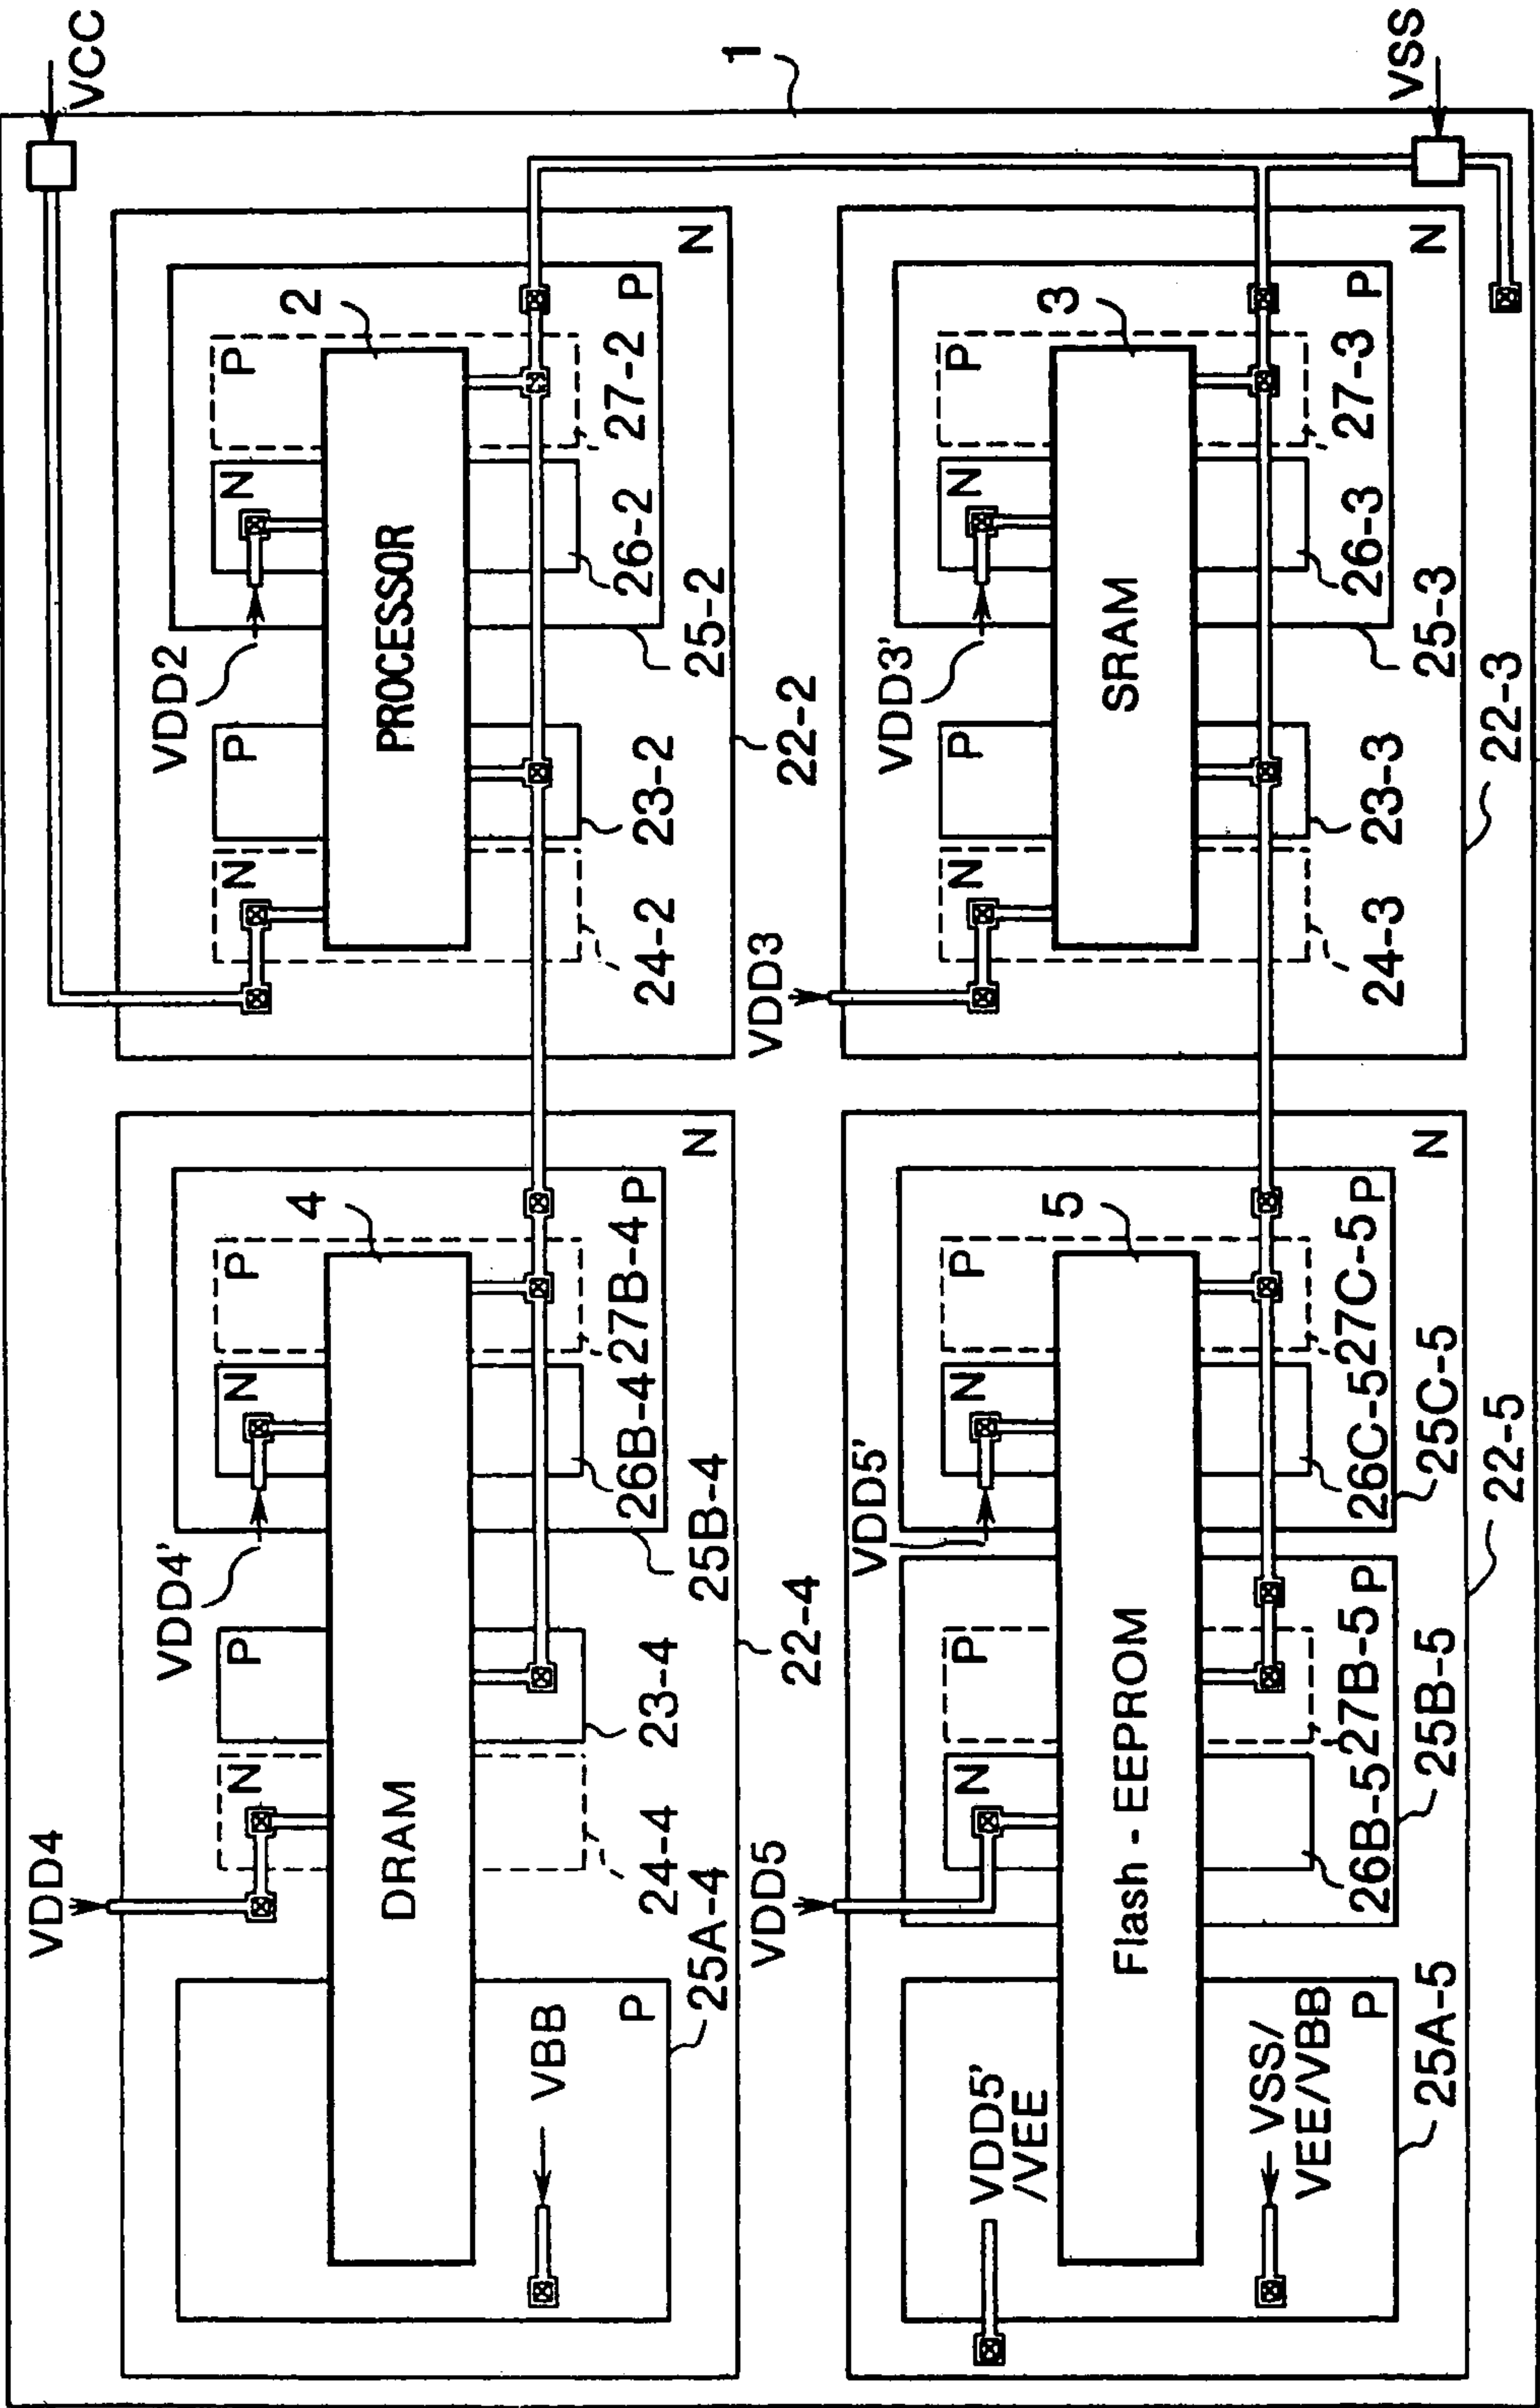 VCC
1
VSS
N
P
2
P
27-2
N
26-2
VDD2
25-2
PROCESSOR
22-2
P
23-2
N
24-2
N
P
3
P
27-3
N
26-3
VDD3'
25-3
SRAM
22-3
P
23-3
N
24-3
VDD3
N
P
4
P
27B-4
N
26B-4
VDD4'
25B-4
22-4
P
23-4
N
24-4
DRAM
VDD4
25A-4
P
VBB
N
P
5
P
27C-5
N
26C-5
VDD5'
25C-5
22-5
P
P
27B-5
25B-5
N
26B-5
Flash - EEPROM
VDD5
25A-5
P
VDD5'
/VEE
VSS/
VEE/VBB